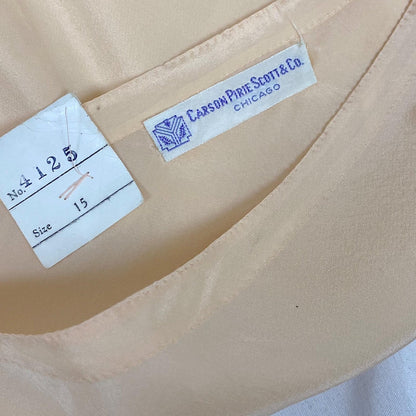 CARSON PIRIE SCOTT & CO.
CHICAGO
No. 4125
Size 15